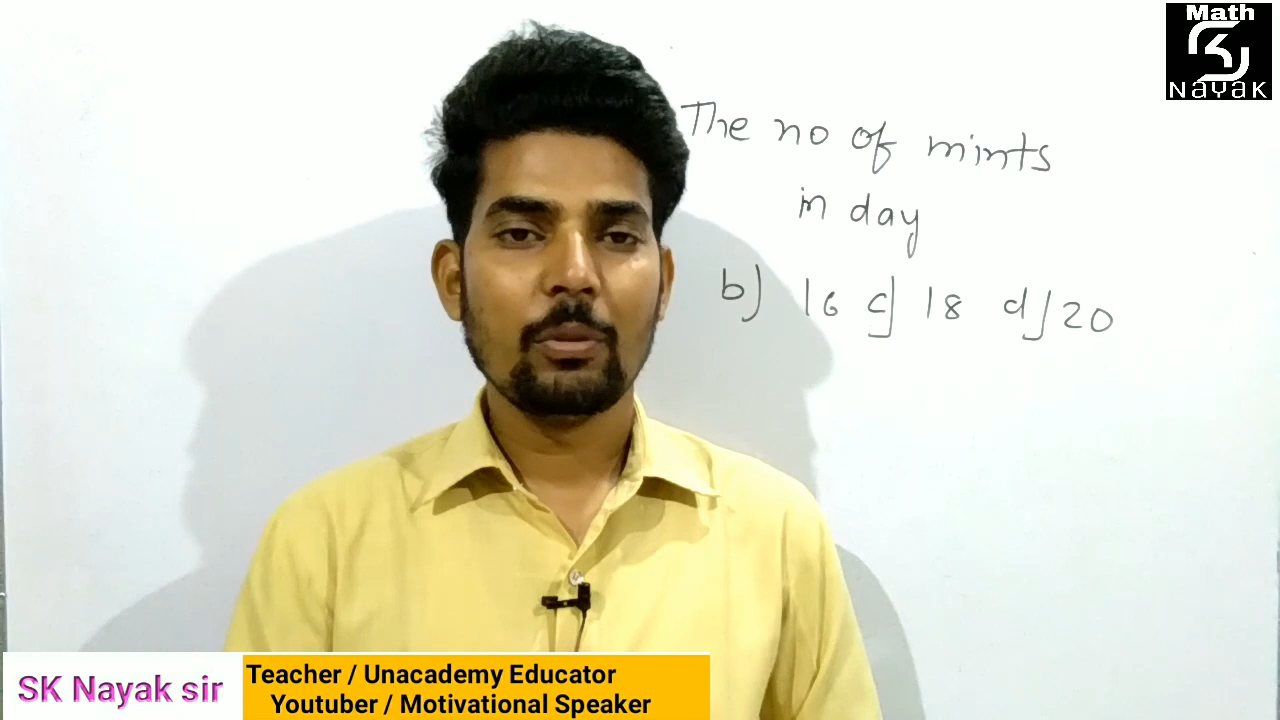 Math
NayaK
The no of mints
in day
b) 16 c) 18 d) 20
SK Nayak sir
Teacher / Unacademy Educator
Youtuber / Motivational Speaker